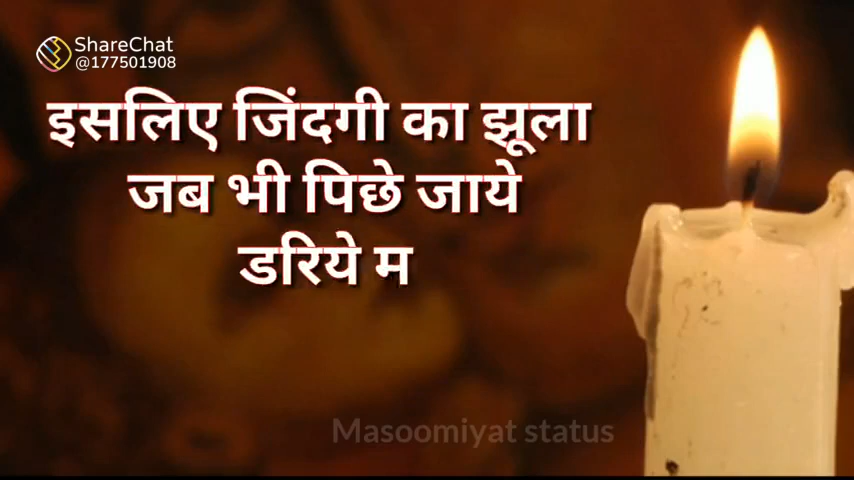 ShareChat
@177501908
इसलिए जिंदगी का झूला
जब भी पिछे जाये
डरिये म
Masoomiyat status